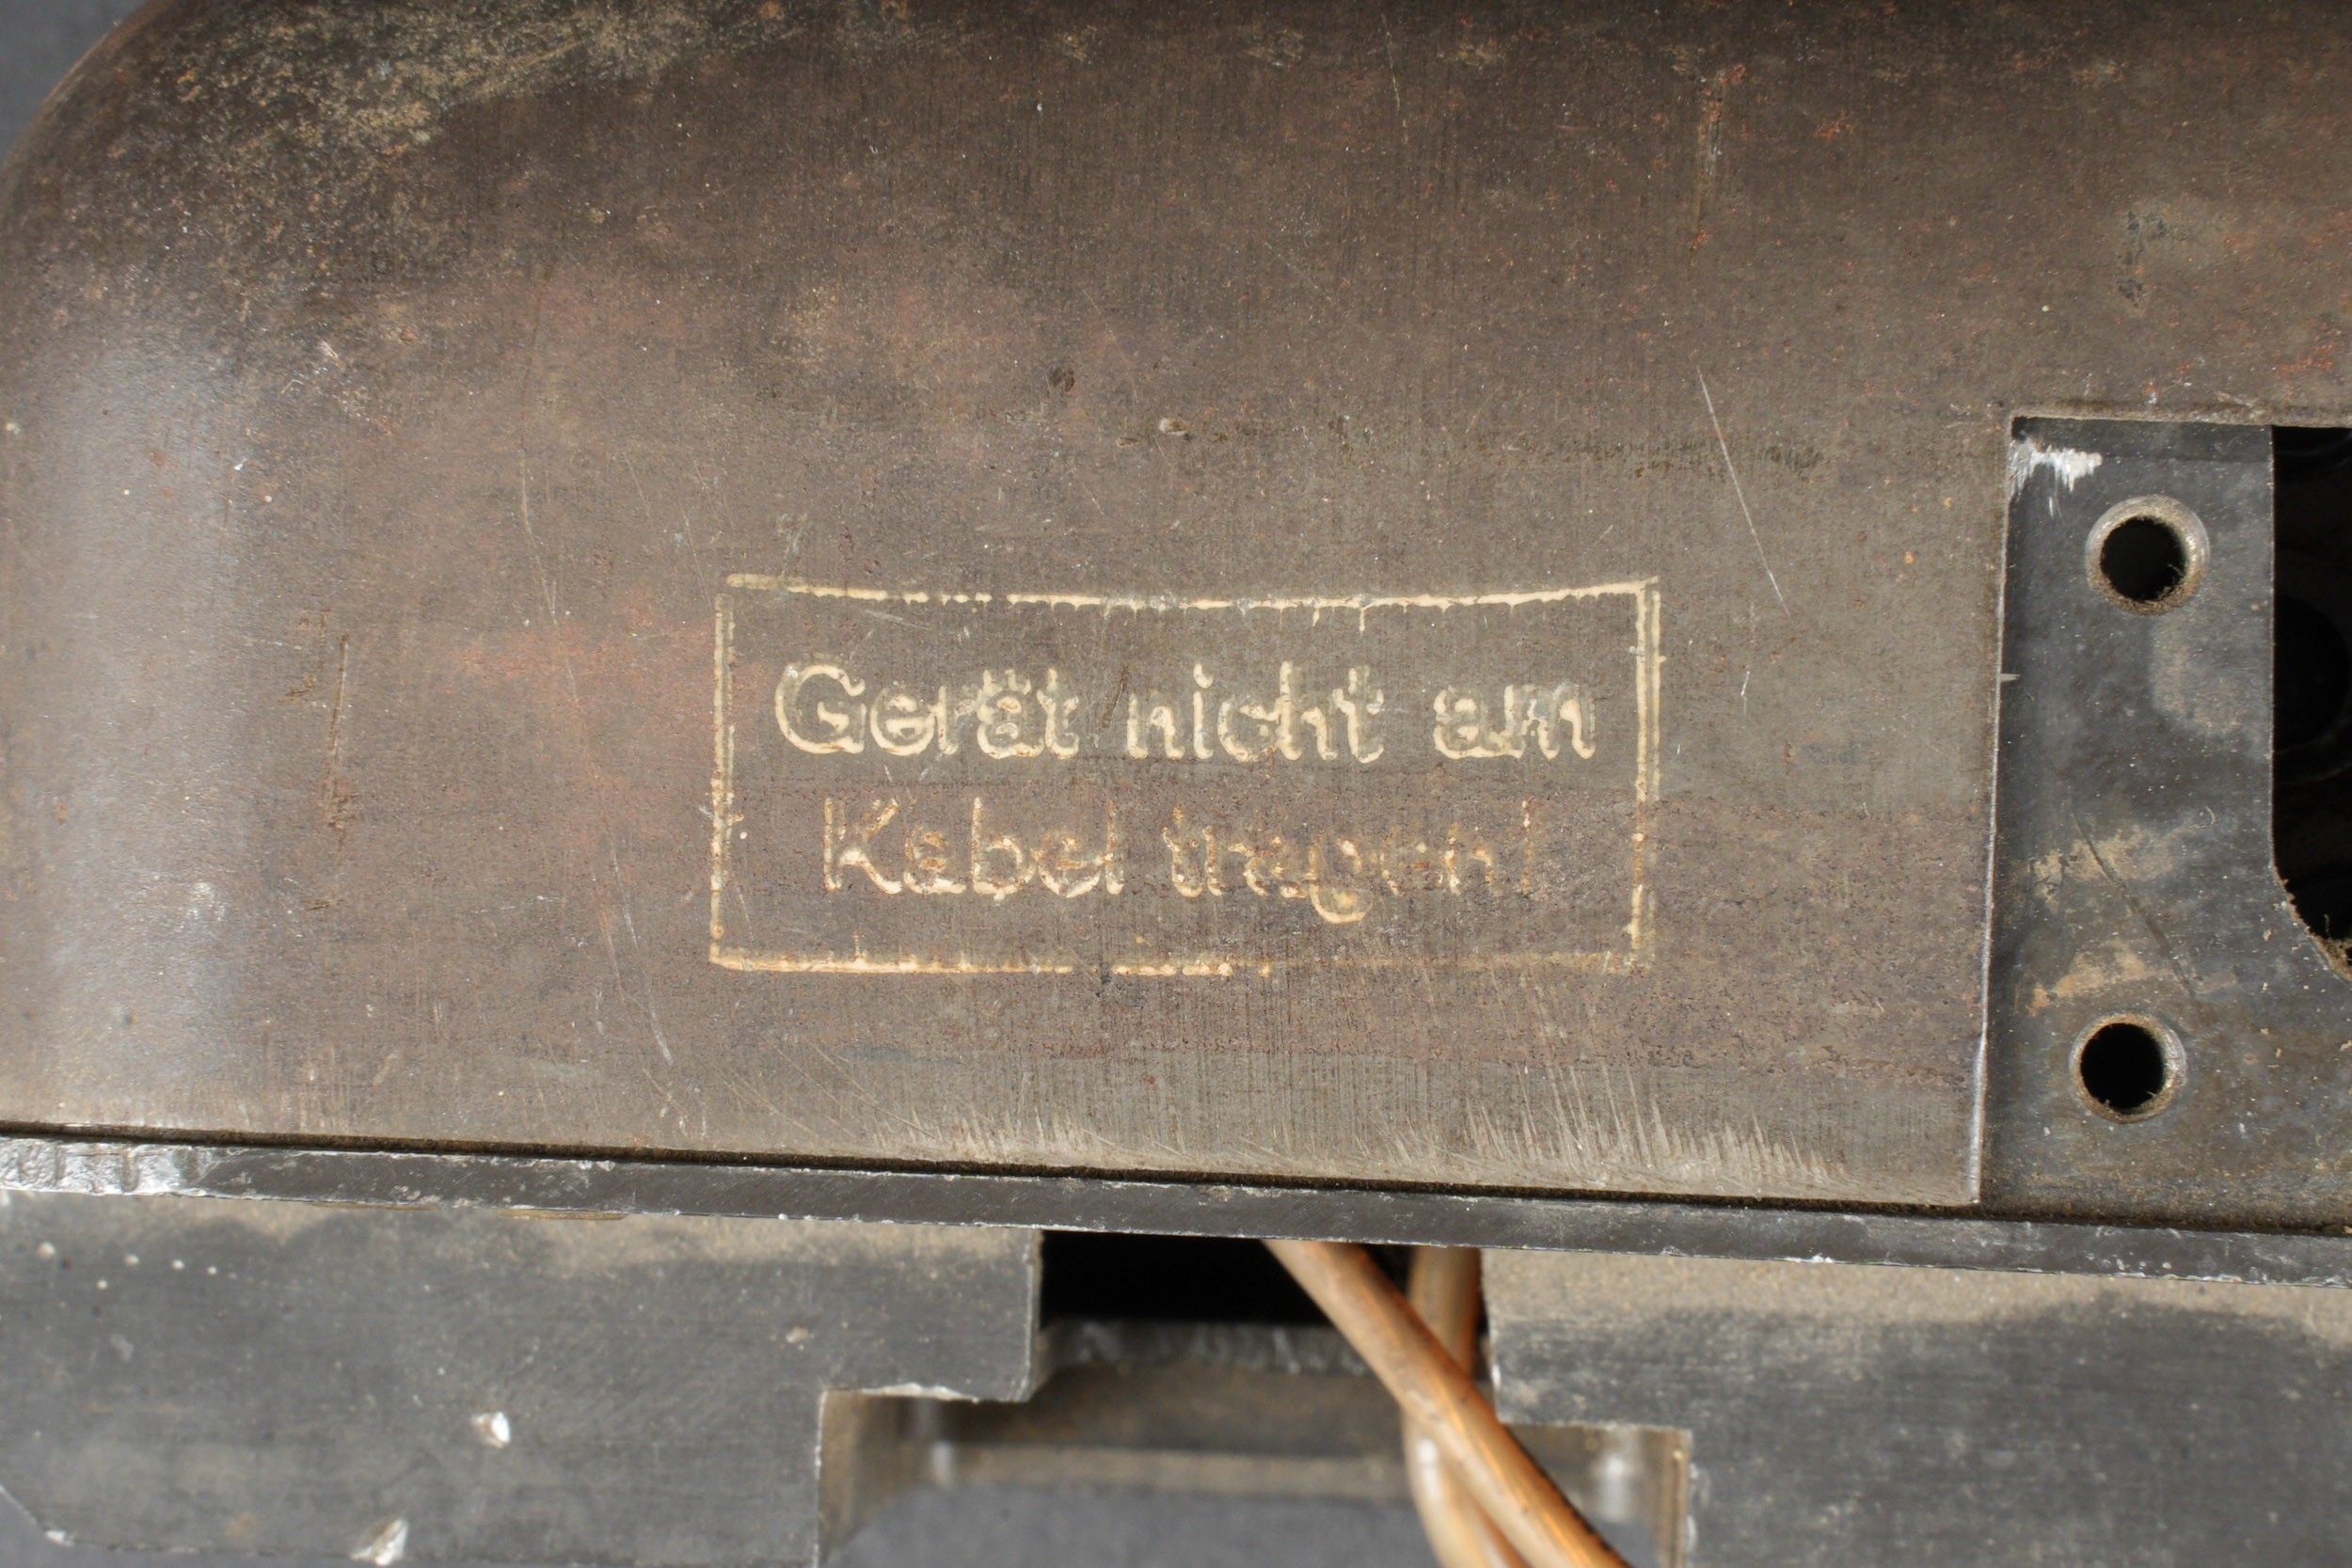 Gerät nicht am
Kabel tragen!